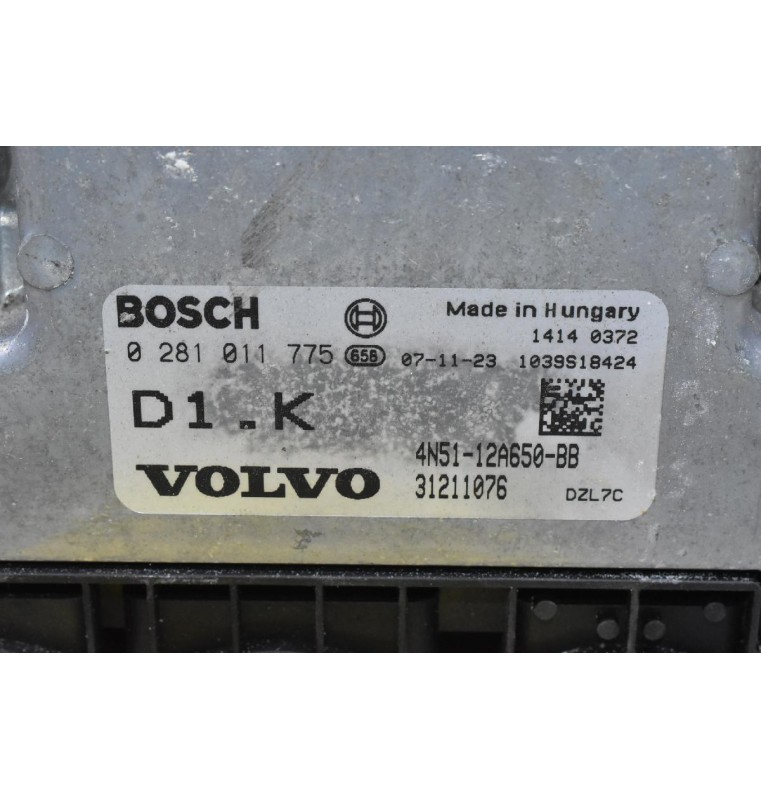 BOSCH Made in Hungary
1414 0372
0 281 011 775 656 07-11-23 1039S18424
D1.K
4N51-12A650-BB
VOLVO 31211076 DZL7C